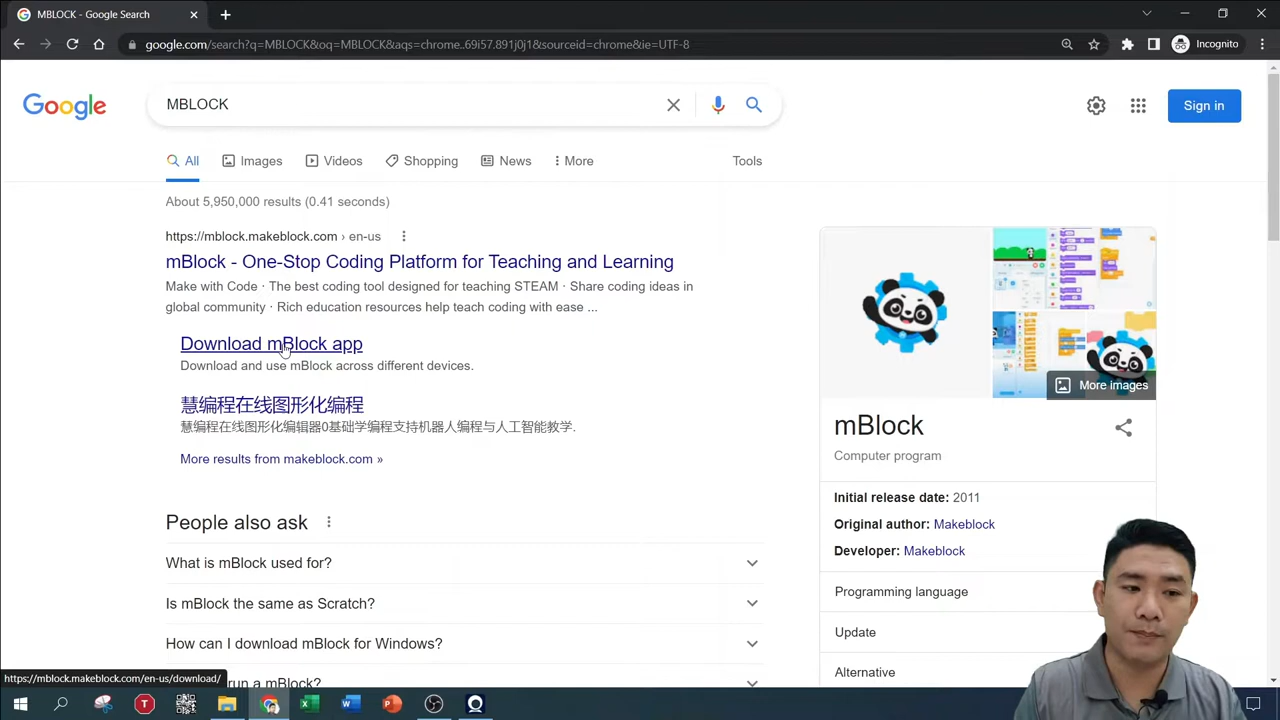 MBLOCK - Google Search
google.com/search?q=MBLOCK&oq=MBLOCK&aqs=chrome..69i57.891j0j1&sourceid=chrome&ie=UTF-8
Incognito
Google
MBLOCK
Sign in
All
Images
Videos
Shopping
News
More
Tools
About 5,950,000 results (0.41 seconds)
https://mblock.makeblock.com › en-us
mBlock - One-Stop Coding Platform for Teaching and Learning
Make with Code · The best coding tool designed for teaching STEAM · Share coding ideas in
global community · Rich education resources help teach coding with ease ...
Download mBlock app
Download and use mBlock across different devices.
慧编程在线图形化编程
慧编程在线图形化编辑器0基础学编程支持机器人编程与人工智能教学.
More results from makeblock.com »
People also ask
What is mBlock used for?
Is mBlock the same as Scratch?
How can I download mBlock for Windows?
run a mBlock?
More images
mBlock
Computer program
Initial release date: 2011
Original author: Makeblock
Developer: Makeblock
Programming language
Update
Alternative
https://mblock.makeblock.com/en-us/download/